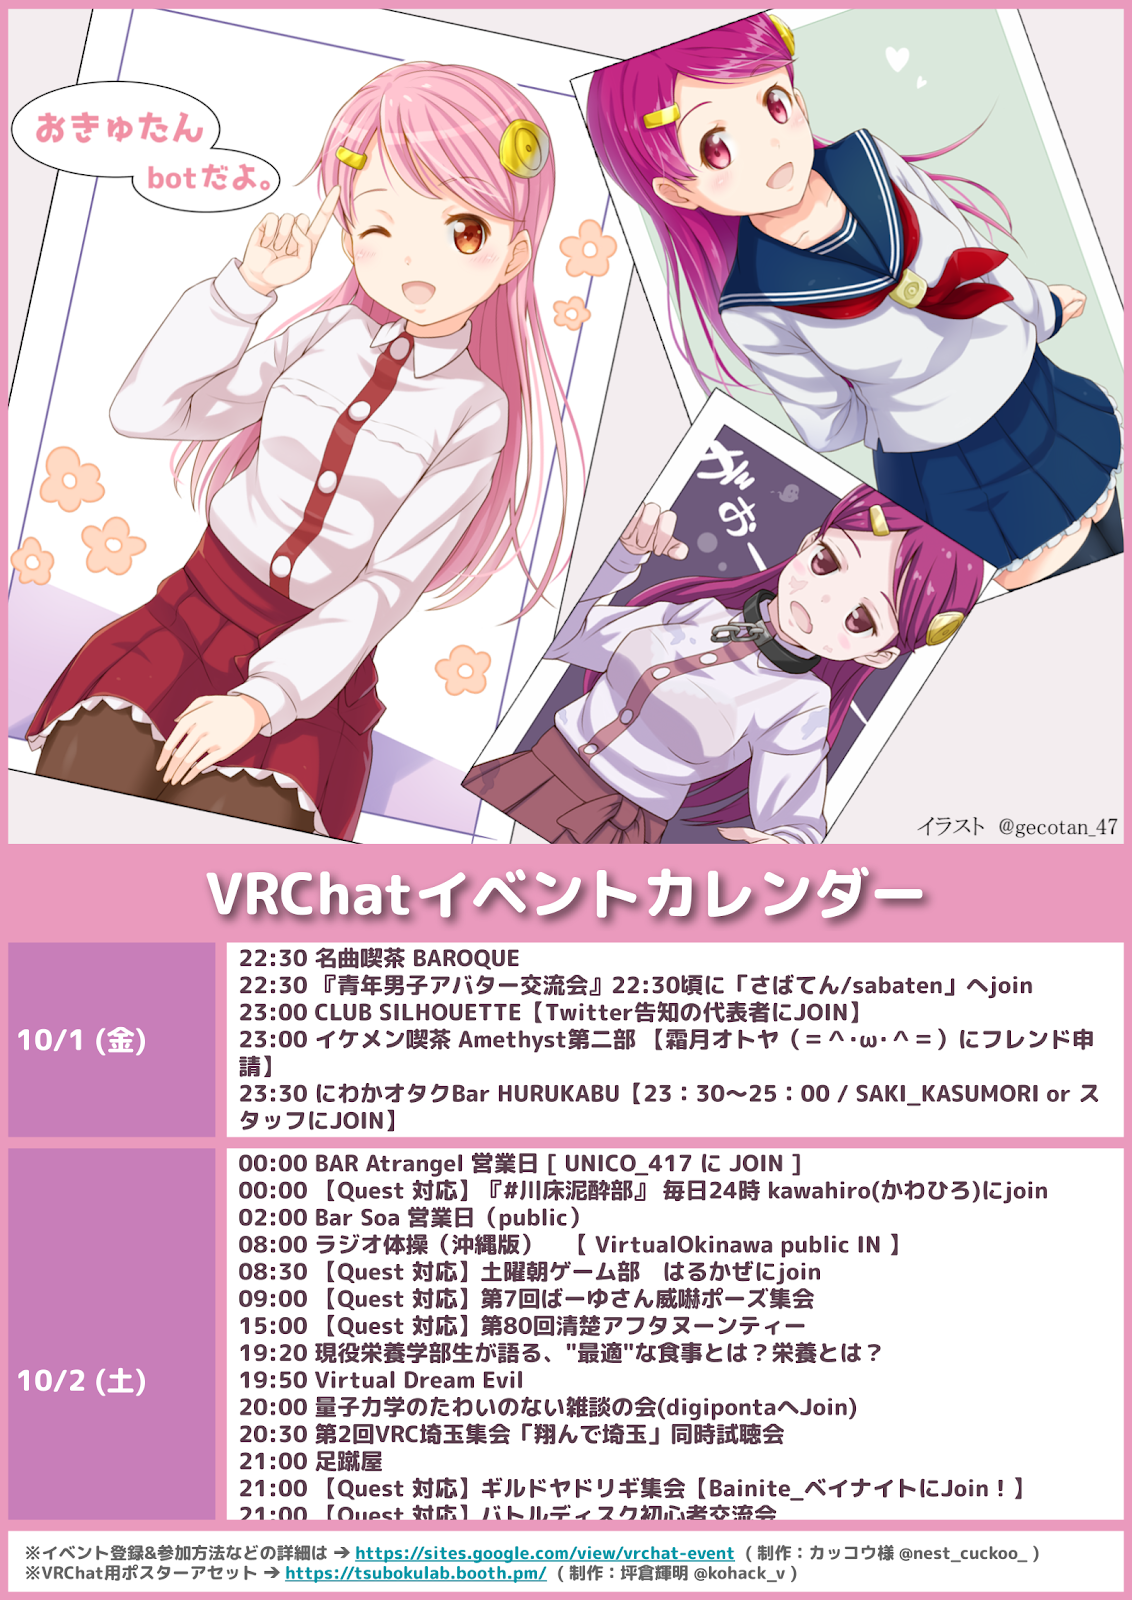 おきゅたん
botだよ。
がおー
イラスト @gecotan_47
VRChatイベントカレンダー
10/1 (金)
22:30 名曲喫茶 BAROQUE
22:30 『青年男子アバター交流会』22:30頃に「さばてん/sabaten」へjoin
23:00 CLUB SILHOUETTE【Twitter告知の代表者にJOIN】
23:00 イケメン喫茶 Amethyst第二部 【霜月オトヤ（＝^･ω･^＝）にフレンド申
請】
23:30 にわかオタクBar HURUKABU【23：30～25：00 / SAKI_KASUMORI or ス
タッフにJOIN】
10/2 (土)
00:00 BAR Atrangel 営業日 [ UNICO_417 に JOIN ]
00:00 【Quest 対応】『#川床泥酔部』 毎日24時 kawahiro(かわひろ)にjoin
02:00 Bar Soa 営業日（public）
08:00 ラジオ体操（沖縄版）　【 VirtualOkinawa public IN 】
08:30 【Quest 対応】土曜朝ゲーム部　はるかぜにjoin
09:00 【Quest 対応】第7回ばーゆさん威嚇ポーズ集会
15:00 【Quest 対応】第80回清楚アフタヌーンティー
19:20 現役栄養学部生が語る、"最適"な食事とは？栄養とは？
19:50 Virtual Dream Evil
20:00 量子力学のたわいのない雑談の会(digipontaへJoin)
20:30 第2回VRC埼玉集会「翔んで埼玉」同時試聴会
21:00 足蹴屋
21:00 【Quest 対応】ギルドヤドリギ集会【Bainite_ベイナイトにJoin！】
21:00 【Quest 対応】バトルディスク初心者交流会
※イベント登録&参加方法などの詳細は → https://sites.google.com/view/vrchat-event （ 制作：カッコウ様 @nest_cuckoo_ ）
※VRChat用ポスターアセット → https://tsubokulab.booth.pm/ （ 制作：坪倉輝明 @kohack_v ）